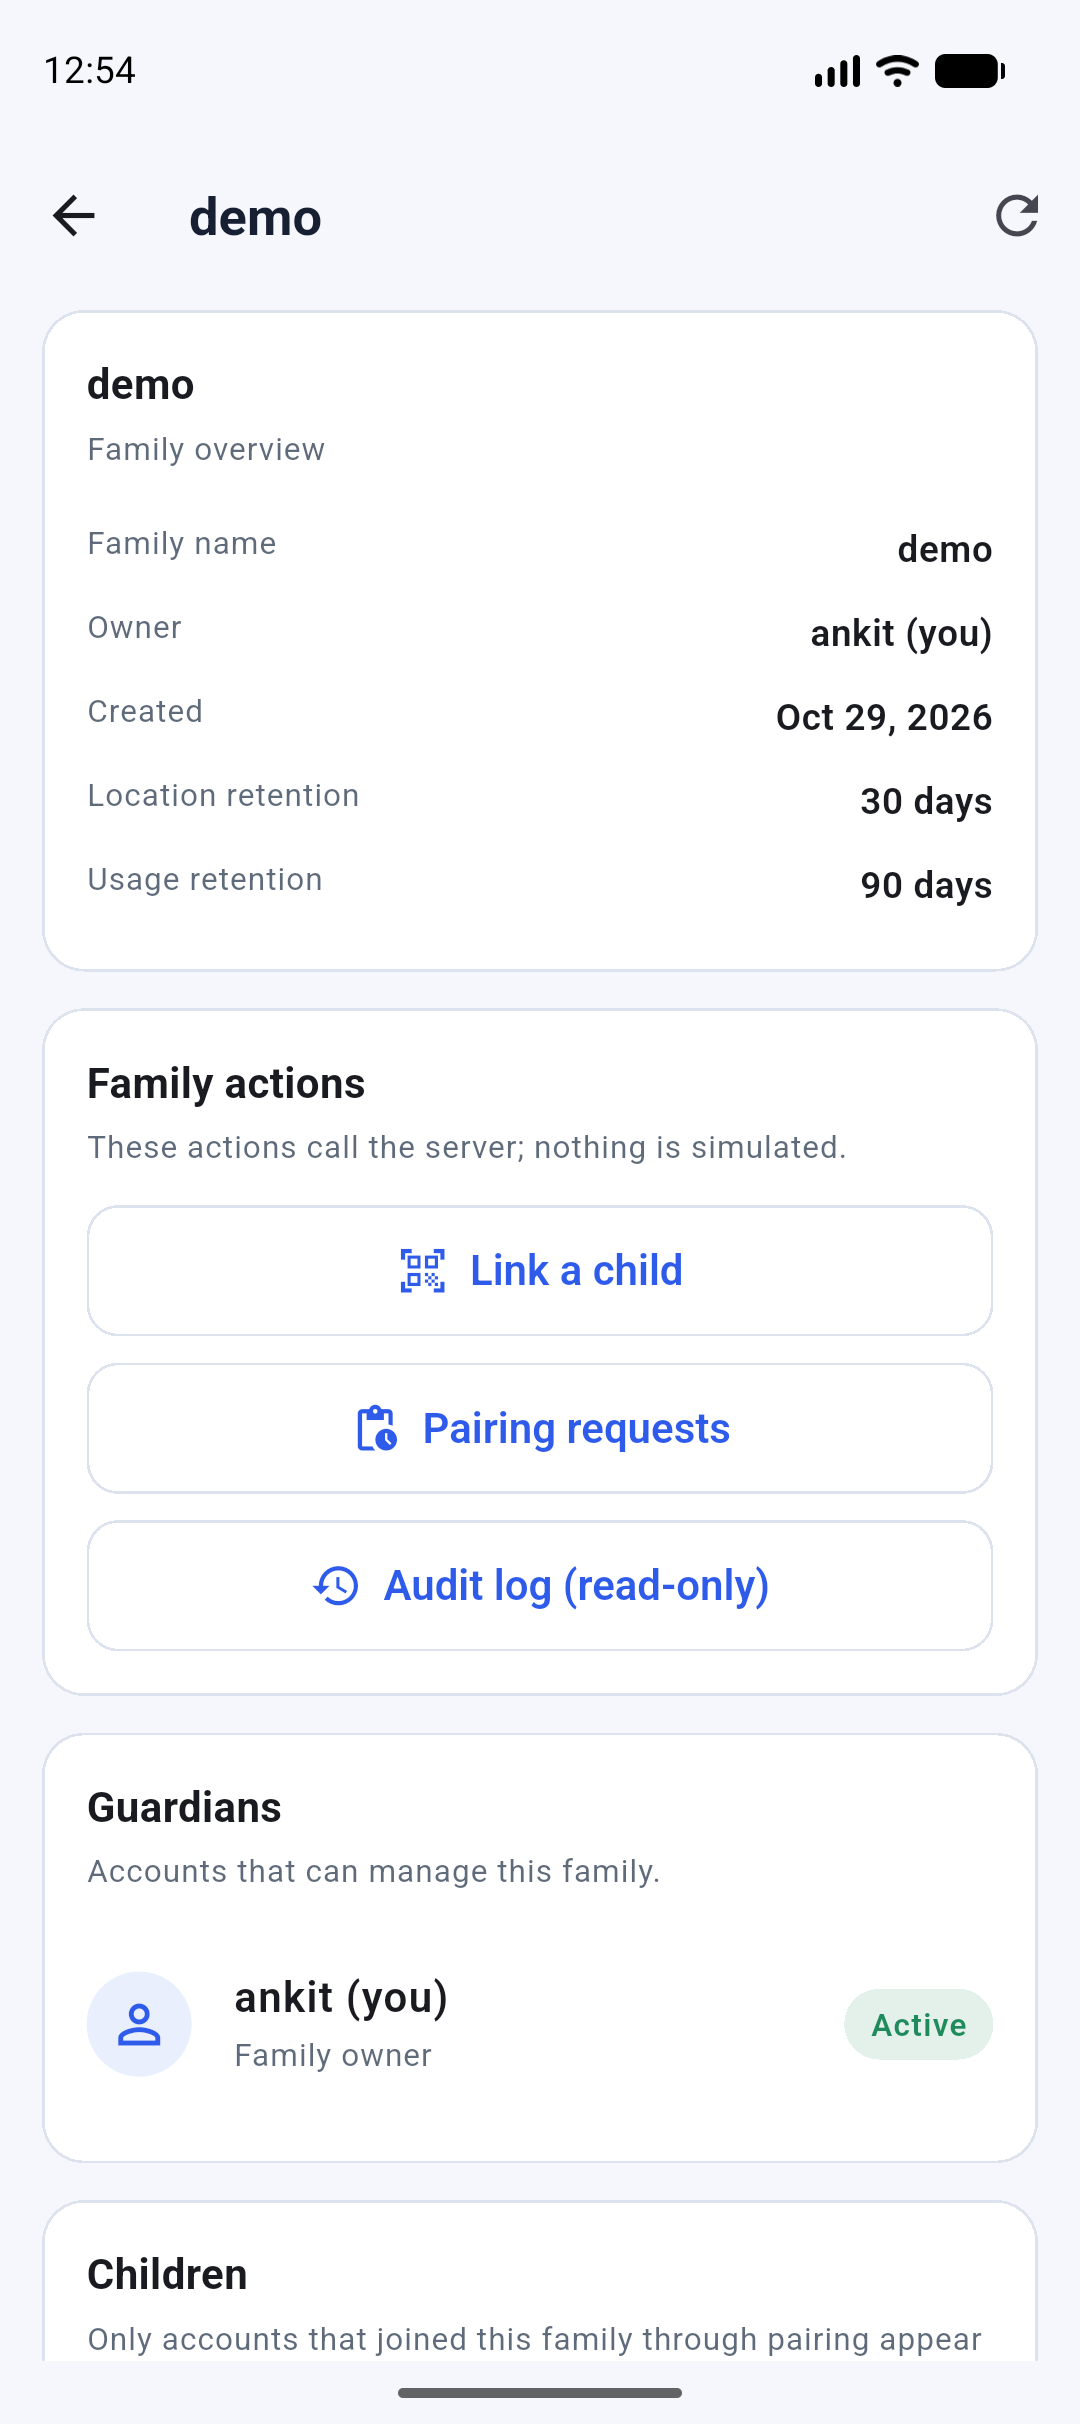 12:54
demo
demo
Family overview
Family name demo
Owner ankit (you)
Created Oct 29, 2026
Location retention 30 days
Usage retention 90 days
Family actions
These actions call the server; nothing is simulated.
Link a child
Pairing requests
Audit log (read-only)
Guardians
Accounts that can manage this family.
ankit (you)
Family owner
Active
Children
Only accounts that joined this family through pairing appear